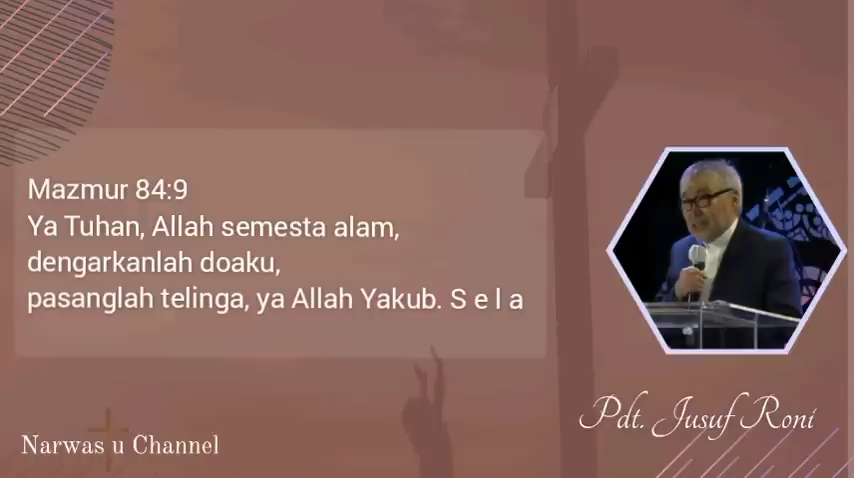 Mazmur 84:9
Ya Tuhan, Allah semesta alam,
dengarkanlah doaku,
pasanglah telinga, ya Allah Yakub. S e l a
Pdt. Jusuf Roni
Narwas u Channel